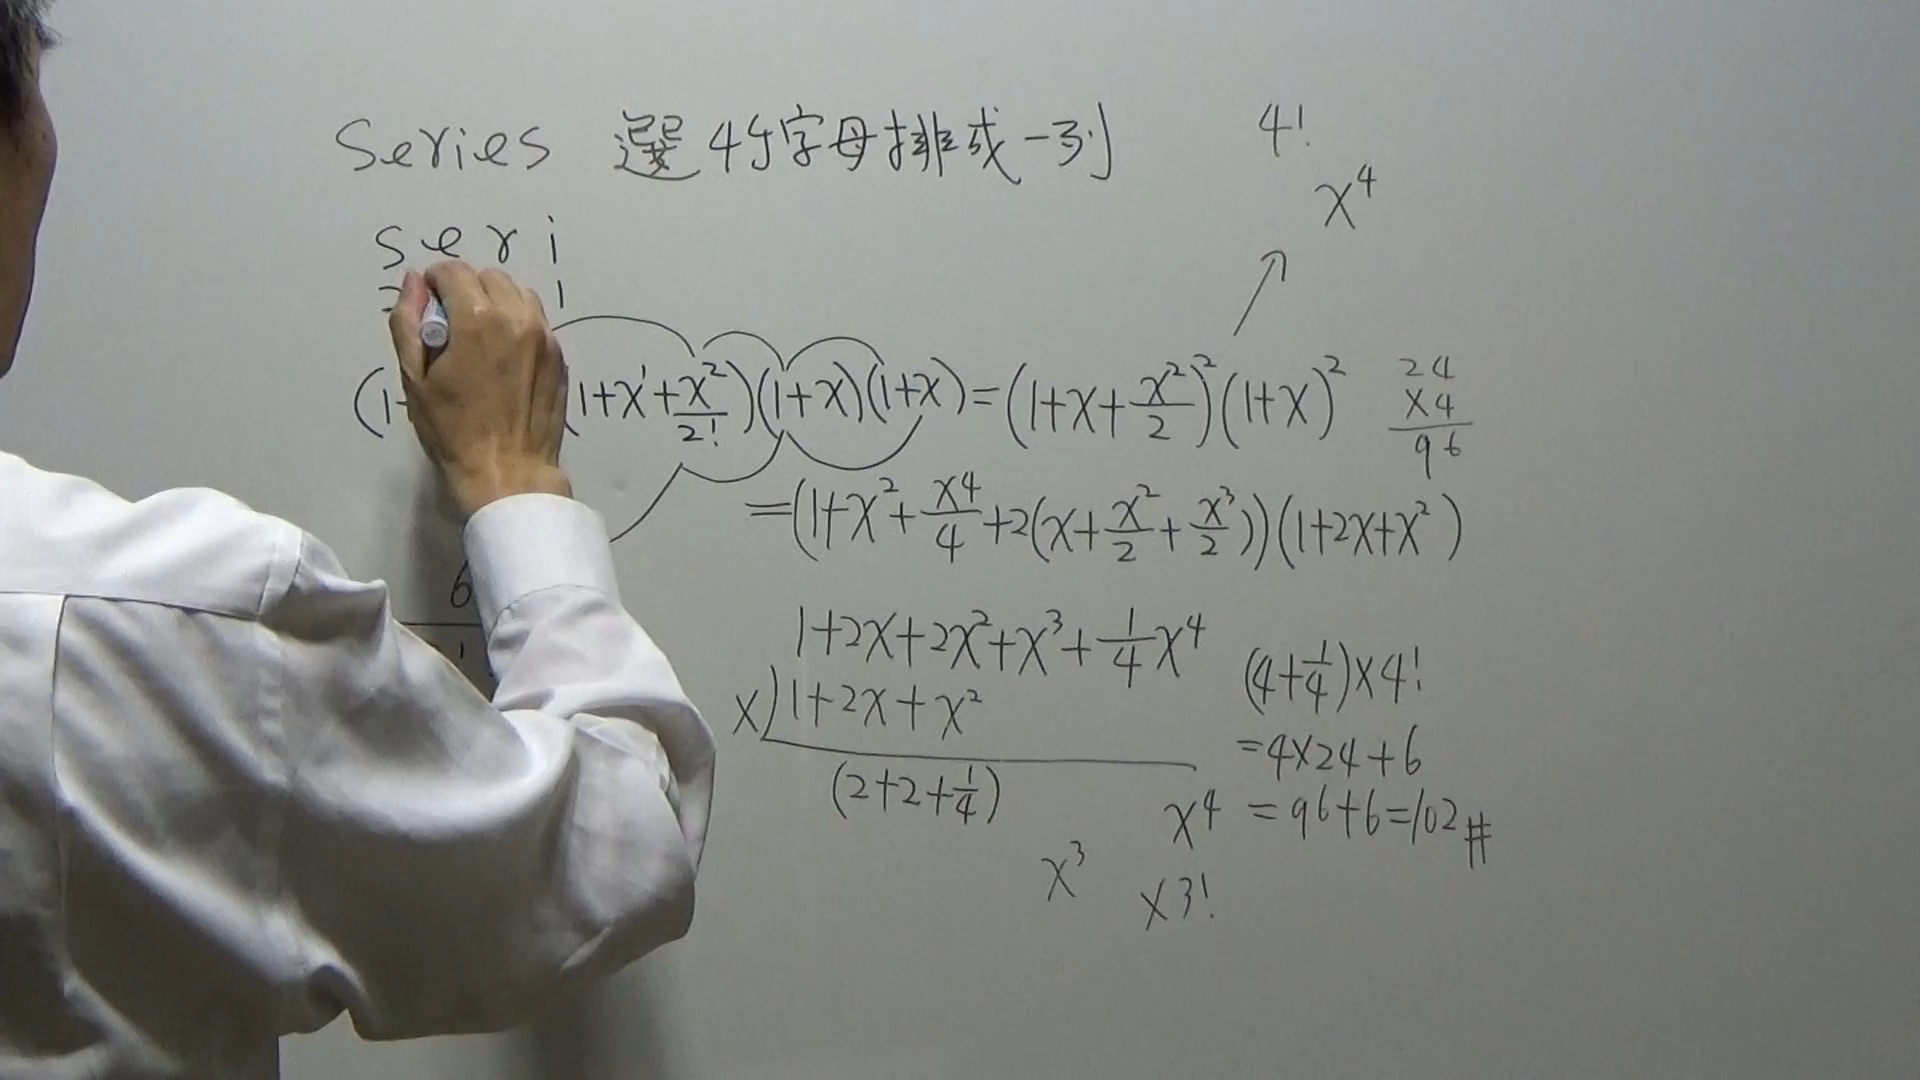 Series 選4个字母排成一列
4!
x⁴
s e r i
1
(1+x+x²/2!)(1+x)(1+x)=(1+x+x²/2)²(1+x)²
24
×4
96
=(1+x²+x4/4+2(x+x²/2+x³/2))(1+2x+x²)
6
1+2x+2x²+x³+1/4x⁴
×)1+2x+x²
(2+2+1/4) x⁴
(4+1/4)×4!
=4×24+6
=96+6=102#
x³ ×3!